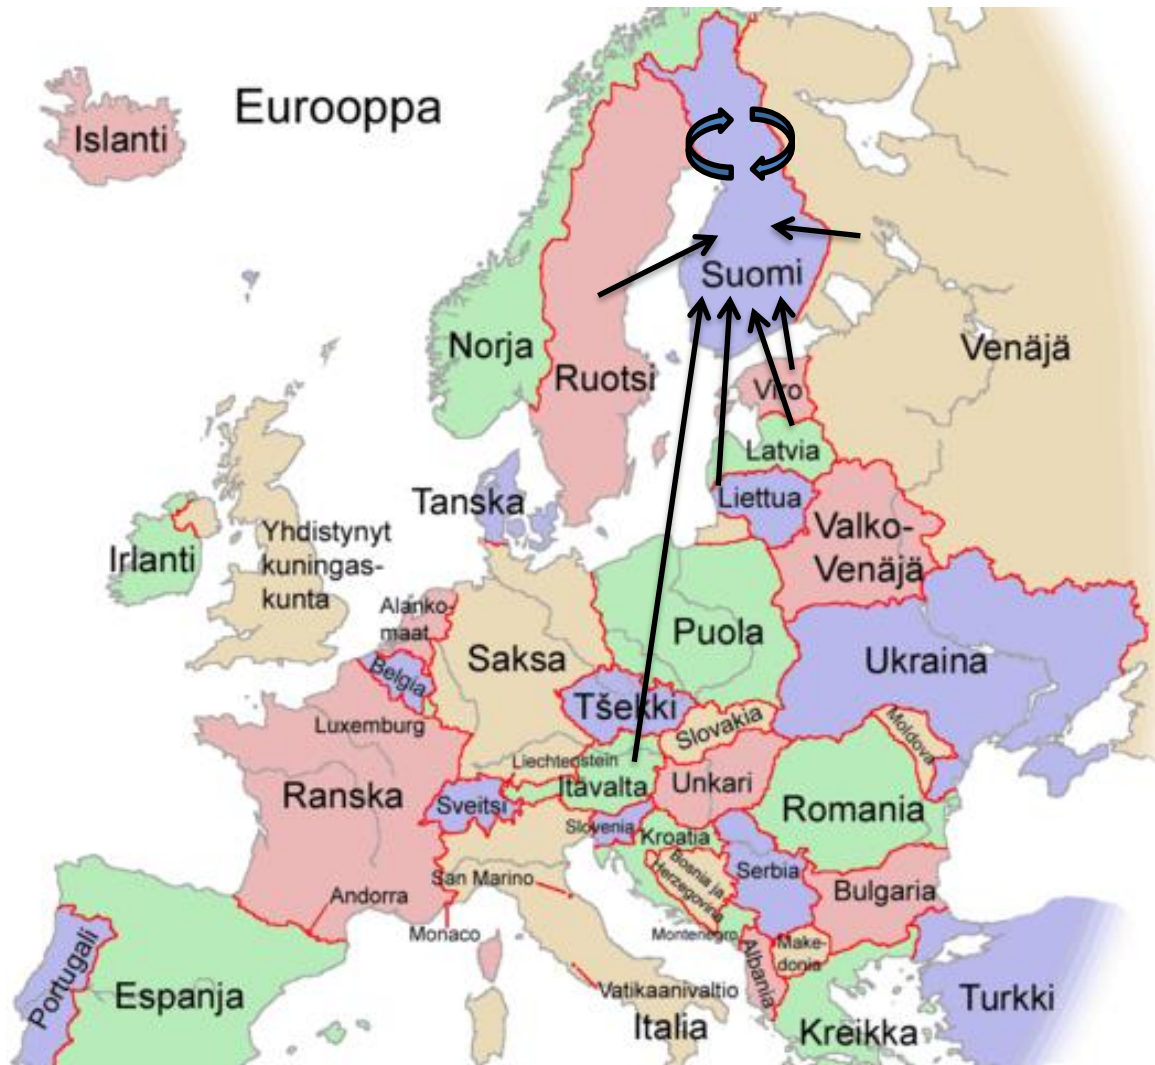 Eurooppa
Islanti
Suomi
Norja
Ruotsi
Venäjä
Viro
Latvia
Liettua
Tanska
Valko-
Venäjä
Yhdistynyt
kuningas-
kunta
Irlanti
Alanko-
maat
Puola
Saksa
Ukraina
Belgia
Tšekki
Slovakia
Moldova
Luxemburg
Liechtenstein
Itävalta
Unkari
Ranska
Sveitsi
Romania
Slovenia
Kroatia
Bosnia ja
Herzegovina
Serbia
San Marino
Andorra
Bulgaria
Monaco
Montenegro
Make-
donia
Albania
Portugali
Espanja
Vatikaanivaltio
Italia
Turkki
Kreikka